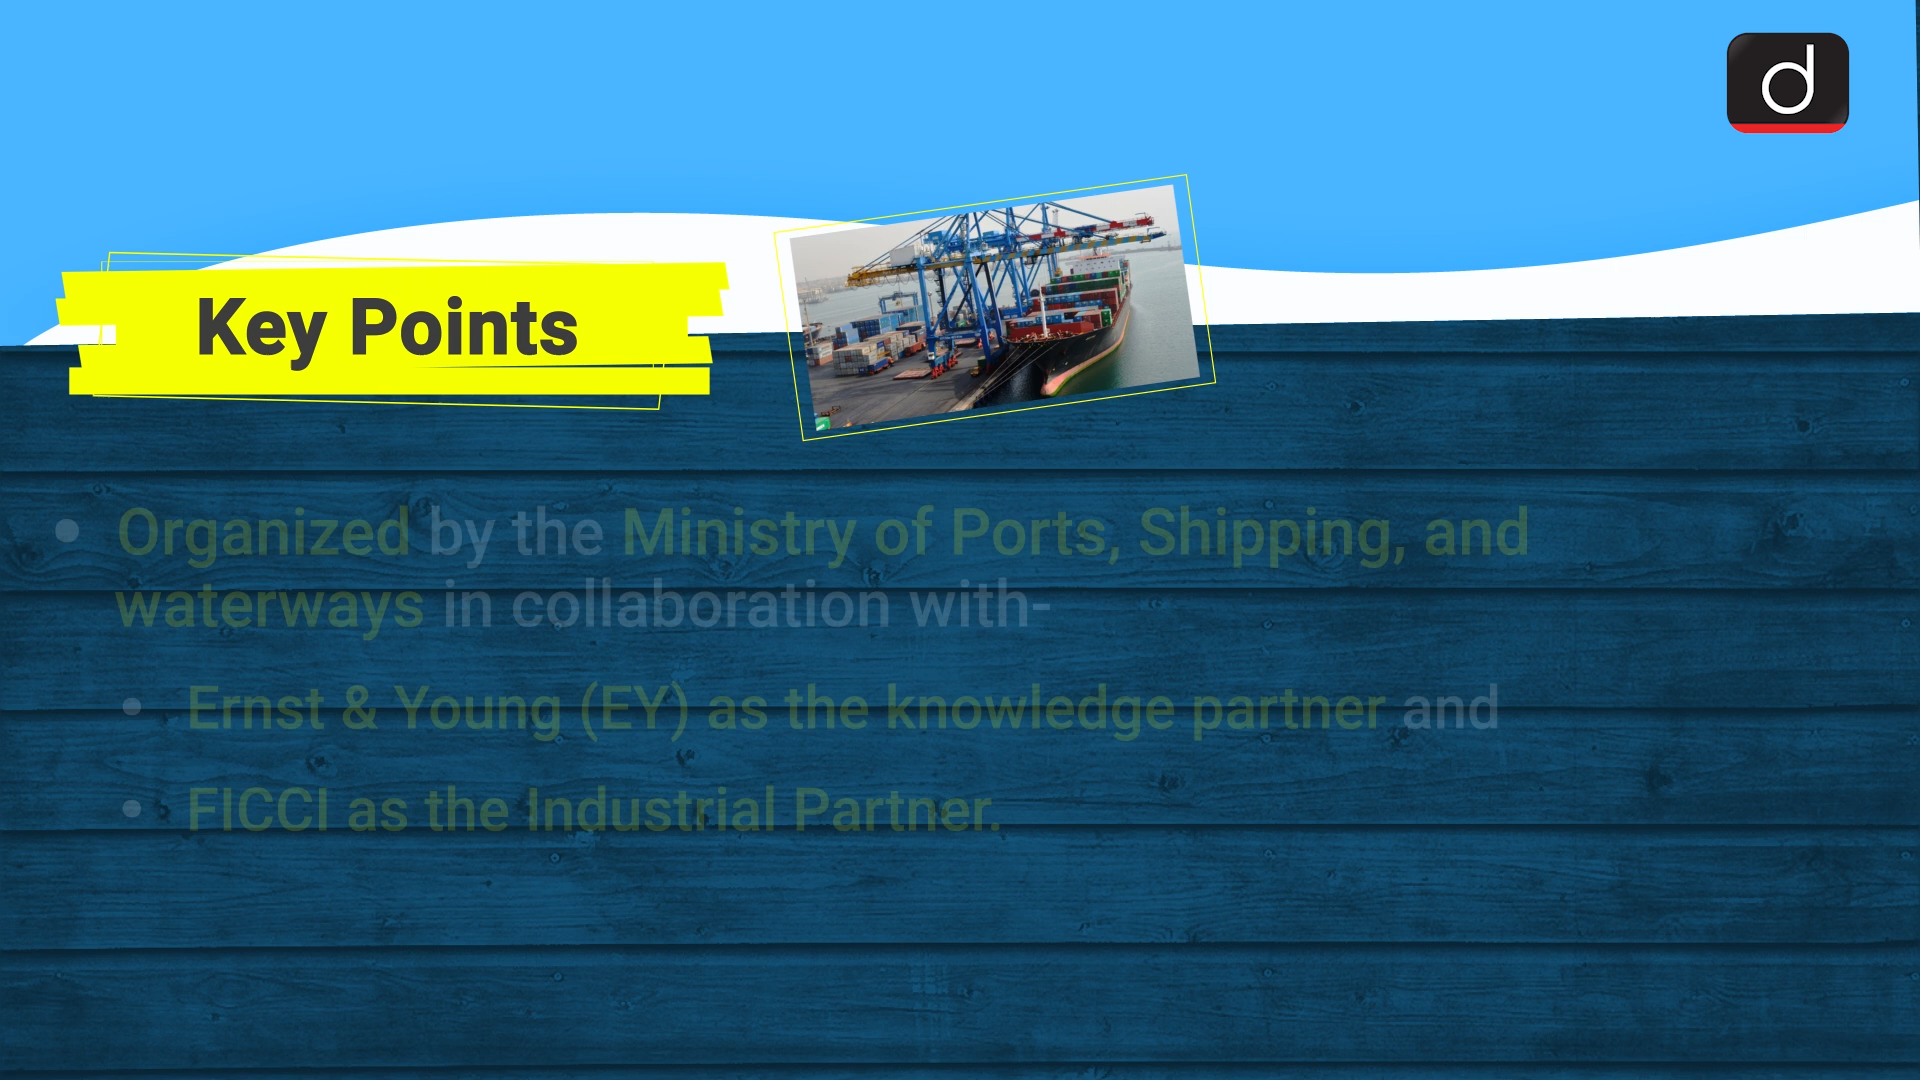 d
Key Points
• Organized by the Ministry of Ports, Shipping, and
waterways in collaboration with-
• Ernst & Young (EY) as the knowledge partner and
• FICCI as the Industrial Partner.